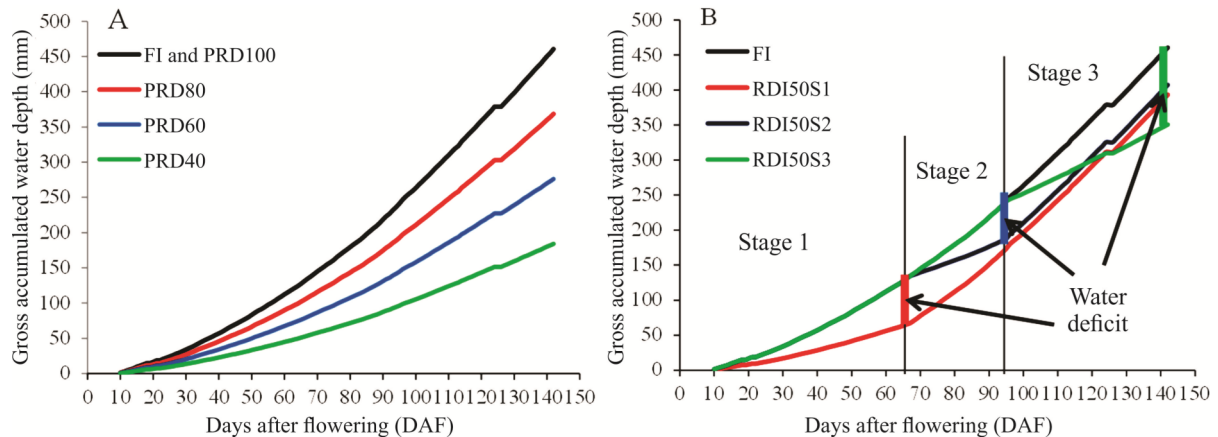 A
Gross accumulated water depth (mm)
500
450
400
350
300
250
200
150
100
50
0
FI and PRD100
PRD80
PRD60
PRD40
0 10 20 30 40 50 60 70 80 90 100 110 120 130 140 150
Days after flowering (DAF)
B
Gross accumulated water depth (mm)
500
450
400
350
300
250
200
150
100
50
0
FI
RDI50S1
RDI50S2
RDI50S3
Stage 1
Stage 2
Stage 3
Water
deficit
0 10 20 30 40 50 60 70 80 90 100 110 120 130 140 150
Days after flowering (DAF)